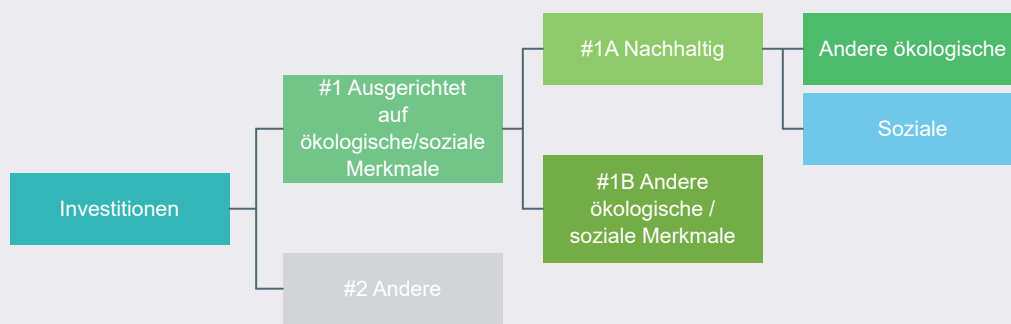 Investitionen
#1 Ausgerichtet
auf
ökologische/soziale
Merkmale
#2 Andere
#1A Nachhaltig
#1B Andere
ökologische /
soziale Merkmale
Andere ökologische
Soziale